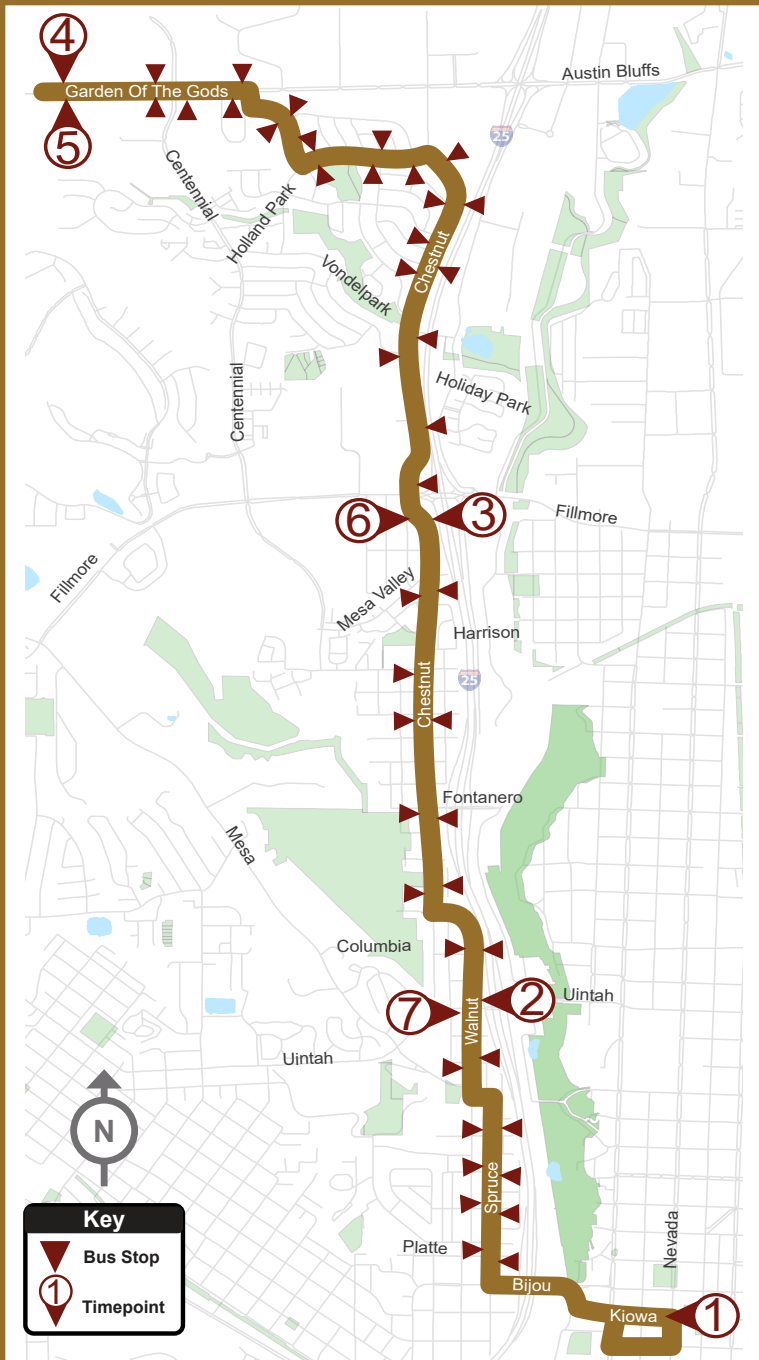 4
Austin Bluffs
Garden Of The Gods
5
25
Centennial
Holland Park
Chestnut
Vondelpark
Centennial
Holiday Park
6
3
Fillmore
Fillmore
Mesa Valley
Harrison
25
Chestnut
Fontanero
Mesa
Columbia
7
2
Uintah
Walnut
Uintah
N
Spruce
Key
Bus Stop
1
Timepoint
Platte
Nevada
Bijou
Kiowa
1